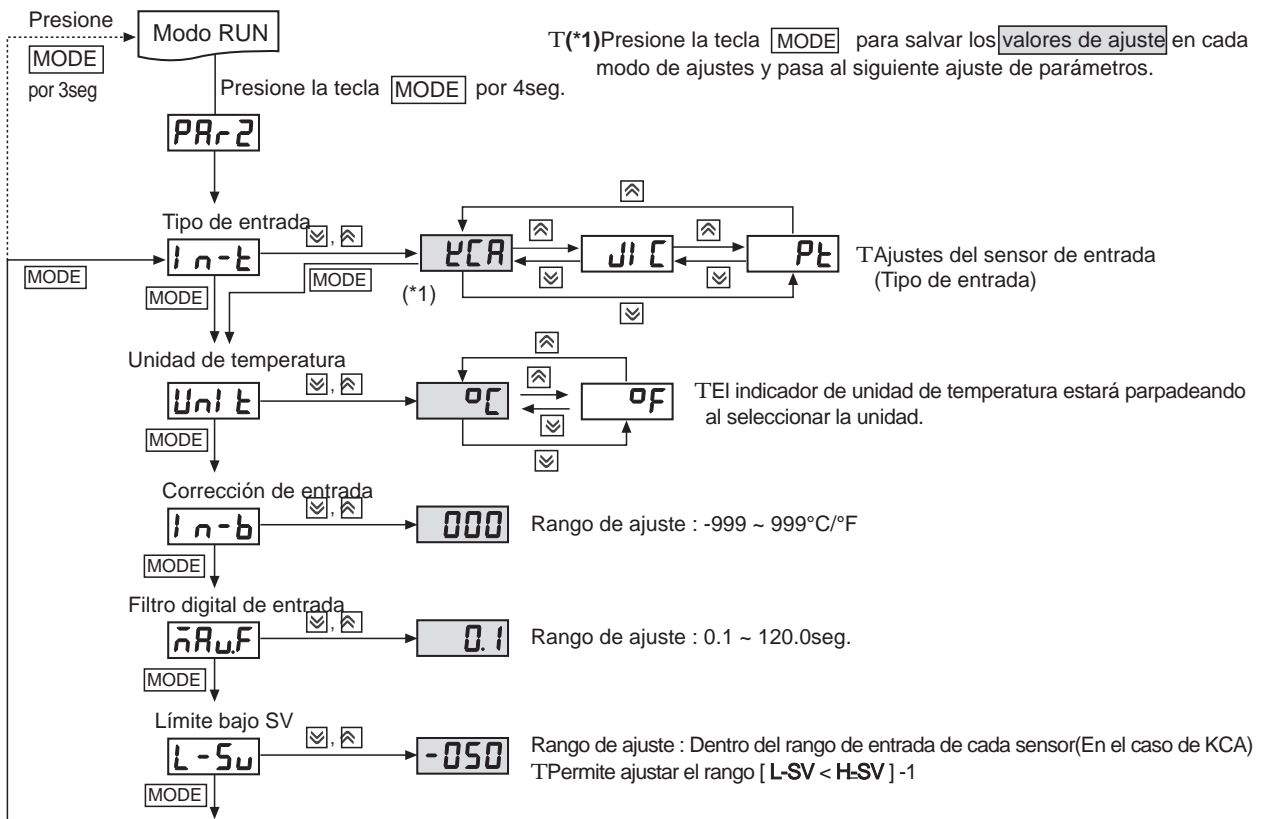 Presione
MODE
por 3seg
Modo RUN
T(*1)Presione la tecla MODE para salvar los valores de ajuste en cada
modo de ajustes y pasa al siguiente ajuste de parámetros.
Presione la tecla MODE por 4seg.
PAr2
Tipo de entrada
In-t
MODE
MODE
MODE
KCA
(*1)
JIC
Pt
TAjustes del sensor de entrada
(Tipo de entrada)
Unidad de temperatura
UnIt
MODE
°C
°F
TEl indicador de unidad de temperatura estará parpadeando
al seleccionar la unidad.
Corrección de entrada
In-b
MODE
000
Rango de ajuste : -999 ~ 999°C/°F
Filtro digital de entrada
mAu.F
MODE
0.1
Rango de ajuste : 0.1 ~ 120.0seg.
Límite bajo SV
L-Su
MODE
-050
Rango de ajuste : Dentro del rango de entrada de cada sensor(En el caso de KCA)
TPermite ajustar el rango [ L-SV < H-SV ] -1